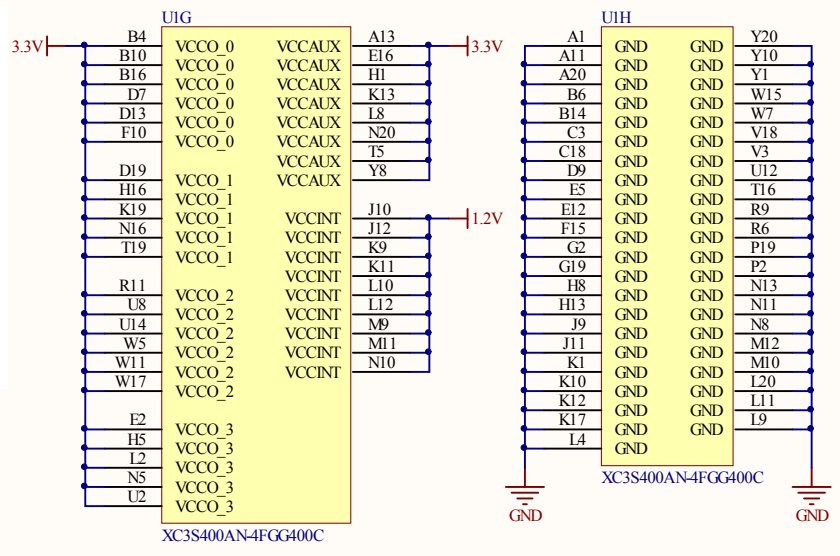 U1G
3.3V B4 VCCO_0 VCCAUX A13 3.3V
B10 VCCO_0 VCCAUX E16
B16 VCCO_0 VCCAUX H1
D7 VCCO_0 VCCAUX K13
D13 VCCO_0 VCCAUX L8
F10 VCCO_0 VCCAUX N20
VCCAUX T5
D19 VCCO_1 VCCAUX Y8
H16 VCCO_1
K19 VCCO_1 VCCINT J10 1.2V
N16 VCCO_1 VCCINT J12
T19 VCCO_1 VCCINT K9
VCCINT K11
R11 VCCO_2 VCCINT L10
U8 VCCO_2 VCCINT L12
U14 VCCO_2 VCCINT M9
W5 VCCO_2 VCCINT M11
W11 VCCO_2 VCCINT N10
W17 VCCO_2
E2 VCCO_3
H5 VCCO_3
L2 VCCO_3
N5 VCCO_3
U2 VCCO_3
XC3S400AN-4FGG400C
U1H
A1 GND GND Y20
A11 GND GND Y10
A20 GND GND Y1
B6 GND GND W15
B14 GND GND W7
C3 GND GND V18
C18 GND GND V3
D9 GND GND U12
E5 GND GND T16
E12 GND GND R9
F15 GND GND R6
G2 GND GND P19
G19 GND GND P2
H8 GND GND N13
H13 GND GND N11
J9 GND GND N8
J11 GND GND M12
K1 GND GND M10
K10 GND GND L20
K12 GND GND L11
K17 GND GND L9
L4 GND
XC3S400AN-4FGG400C
GND GND